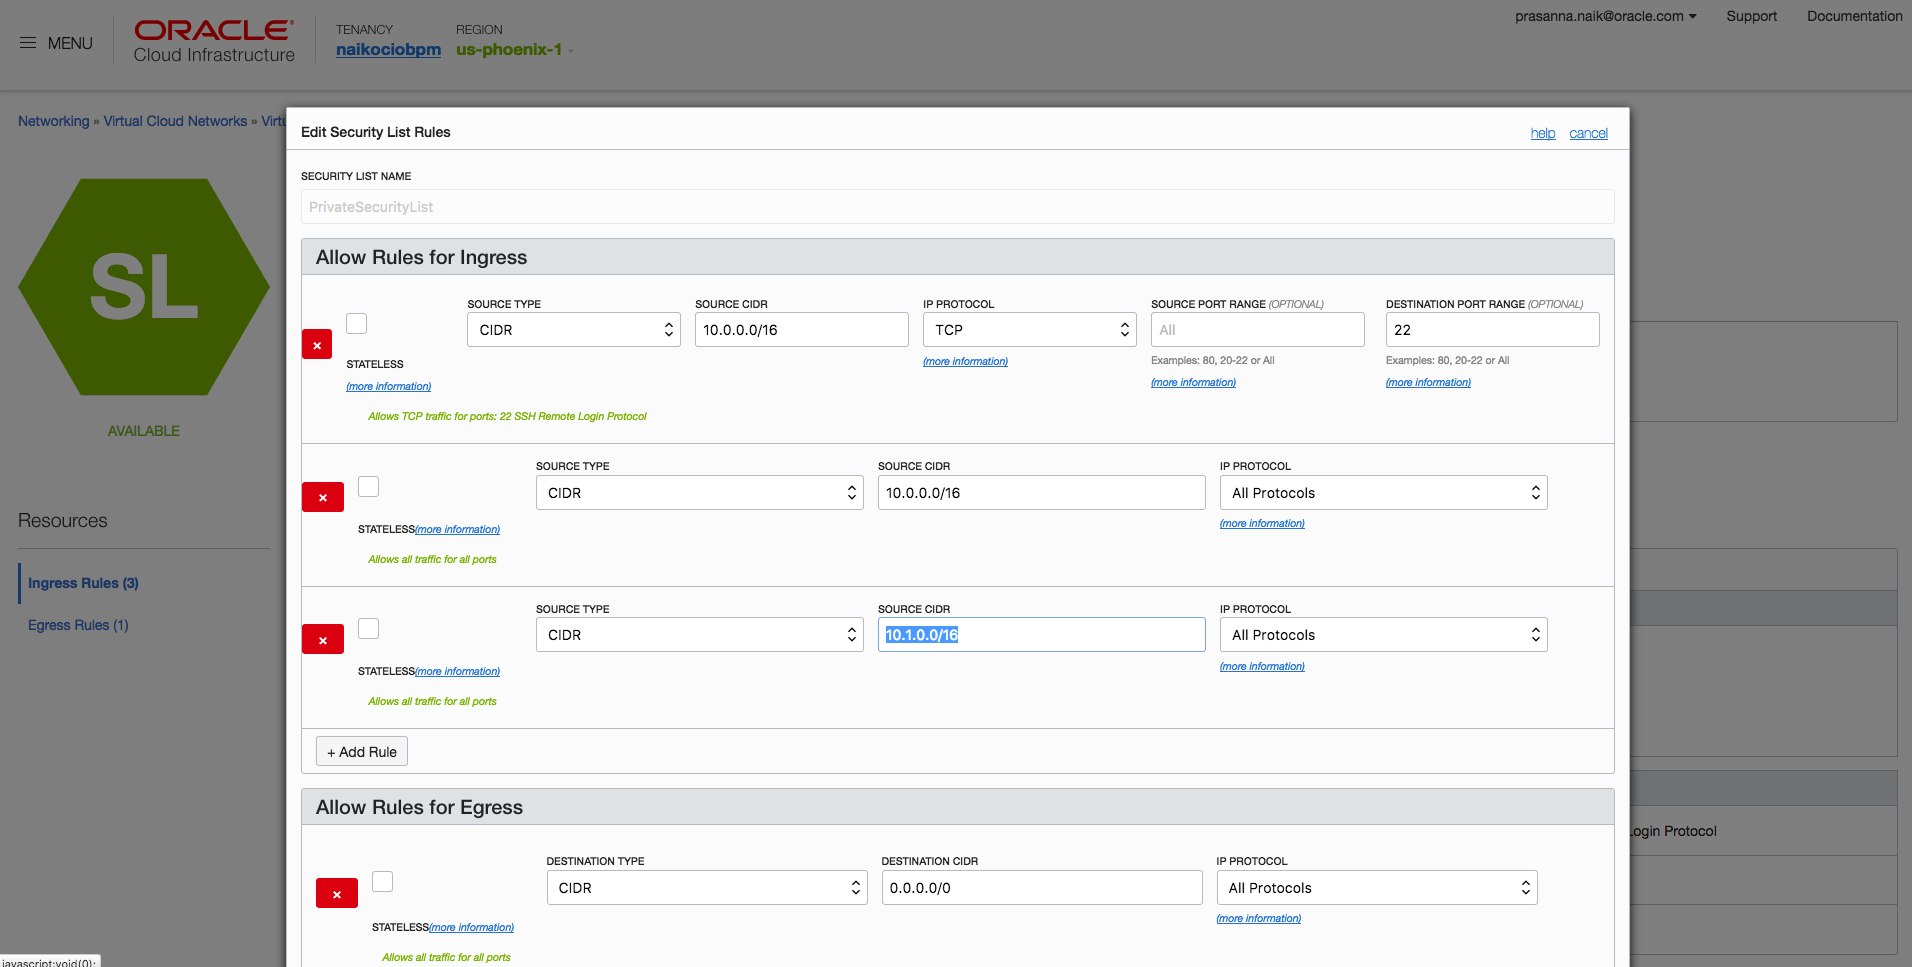 MENU
ORACLE
Cloud Infrastructure
TENANCY
naikociobpm
REGION
us-phoenix-1
prasanna.naik@oracle.com
Support
Documentation
Networking » Virtual Cloud Networks » Virtu
SL
AVAILABLE
Resources
Ingress Rules (3)
Egress Rules (1)
Edit Security List Rules
help cancel
SECURITY LIST NAME
PrivateSecurityList
Allow Rules for Ingress
SOURCE TYPE SOURCE CIDR IP PROTOCOL SOURCE PORT RANGE (OPTIONAL) DESTINATION PORT RANGE (OPTIONAL)
× CIDR 10.0.0.0/16 TCP All 22
STATELESS (more information) Examples: 80, 20-22 or All Examples: 80, 20-22 or All
(more information) (more information) (more information)
Allows TCP traffic for ports: 22 SSH Remote Login Protocol
SOURCE TYPE SOURCE CIDR IP PROTOCOL
× CIDR 10.0.0.0/16 All Protocols
STATELESS(more information) (more information)
Allows all traffic for all ports
SOURCE TYPE SOURCE CIDR IP PROTOCOL
× CIDR 10.1.0.0/16 All Protocols
STATELESS(more information) (more information)
Allows all traffic for all ports
+ Add Rule
Allow Rules for Egress
DESTINATION TYPE DESTINATION CIDR IP PROTOCOL
× CIDR 0.0.0.0/0 All Protocols
STATELESS(more information) (more information)
Allows all traffic for all ports
Login Protocol
javascript:void(0);